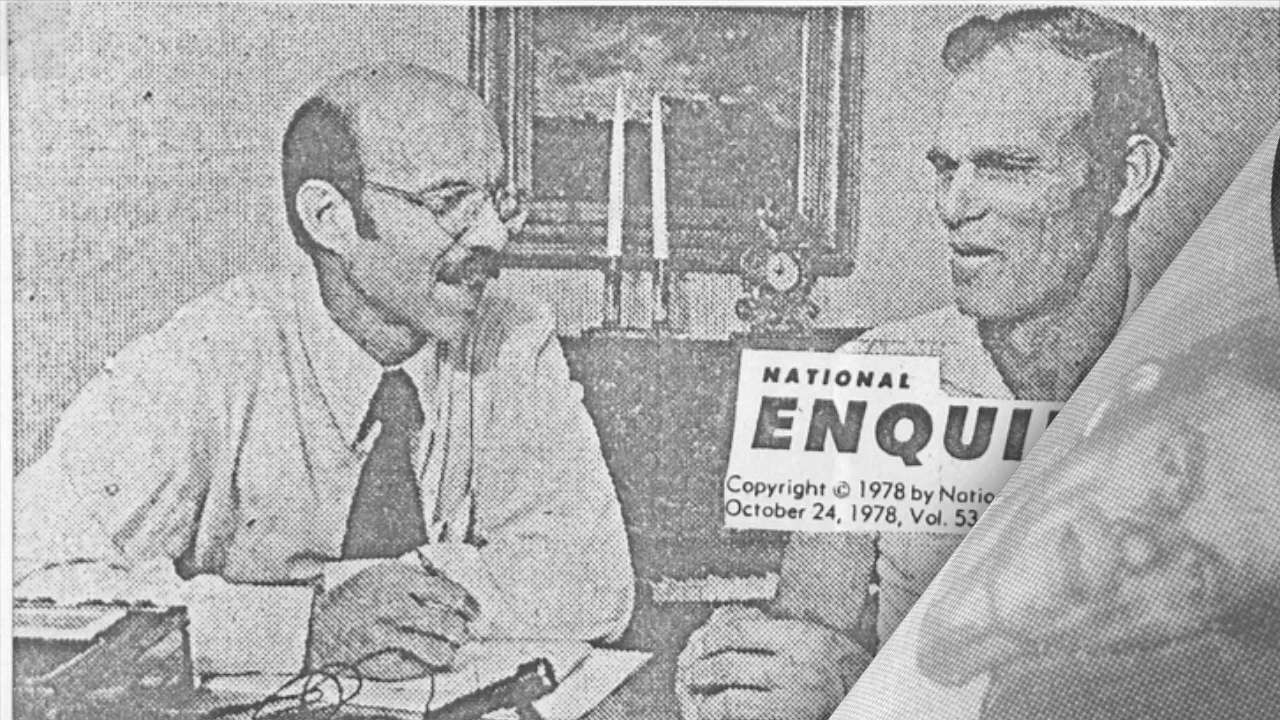 NATIONAL
ENQUI
Copyright © 1978 by Natio
October 24, 1978, Vol. 53